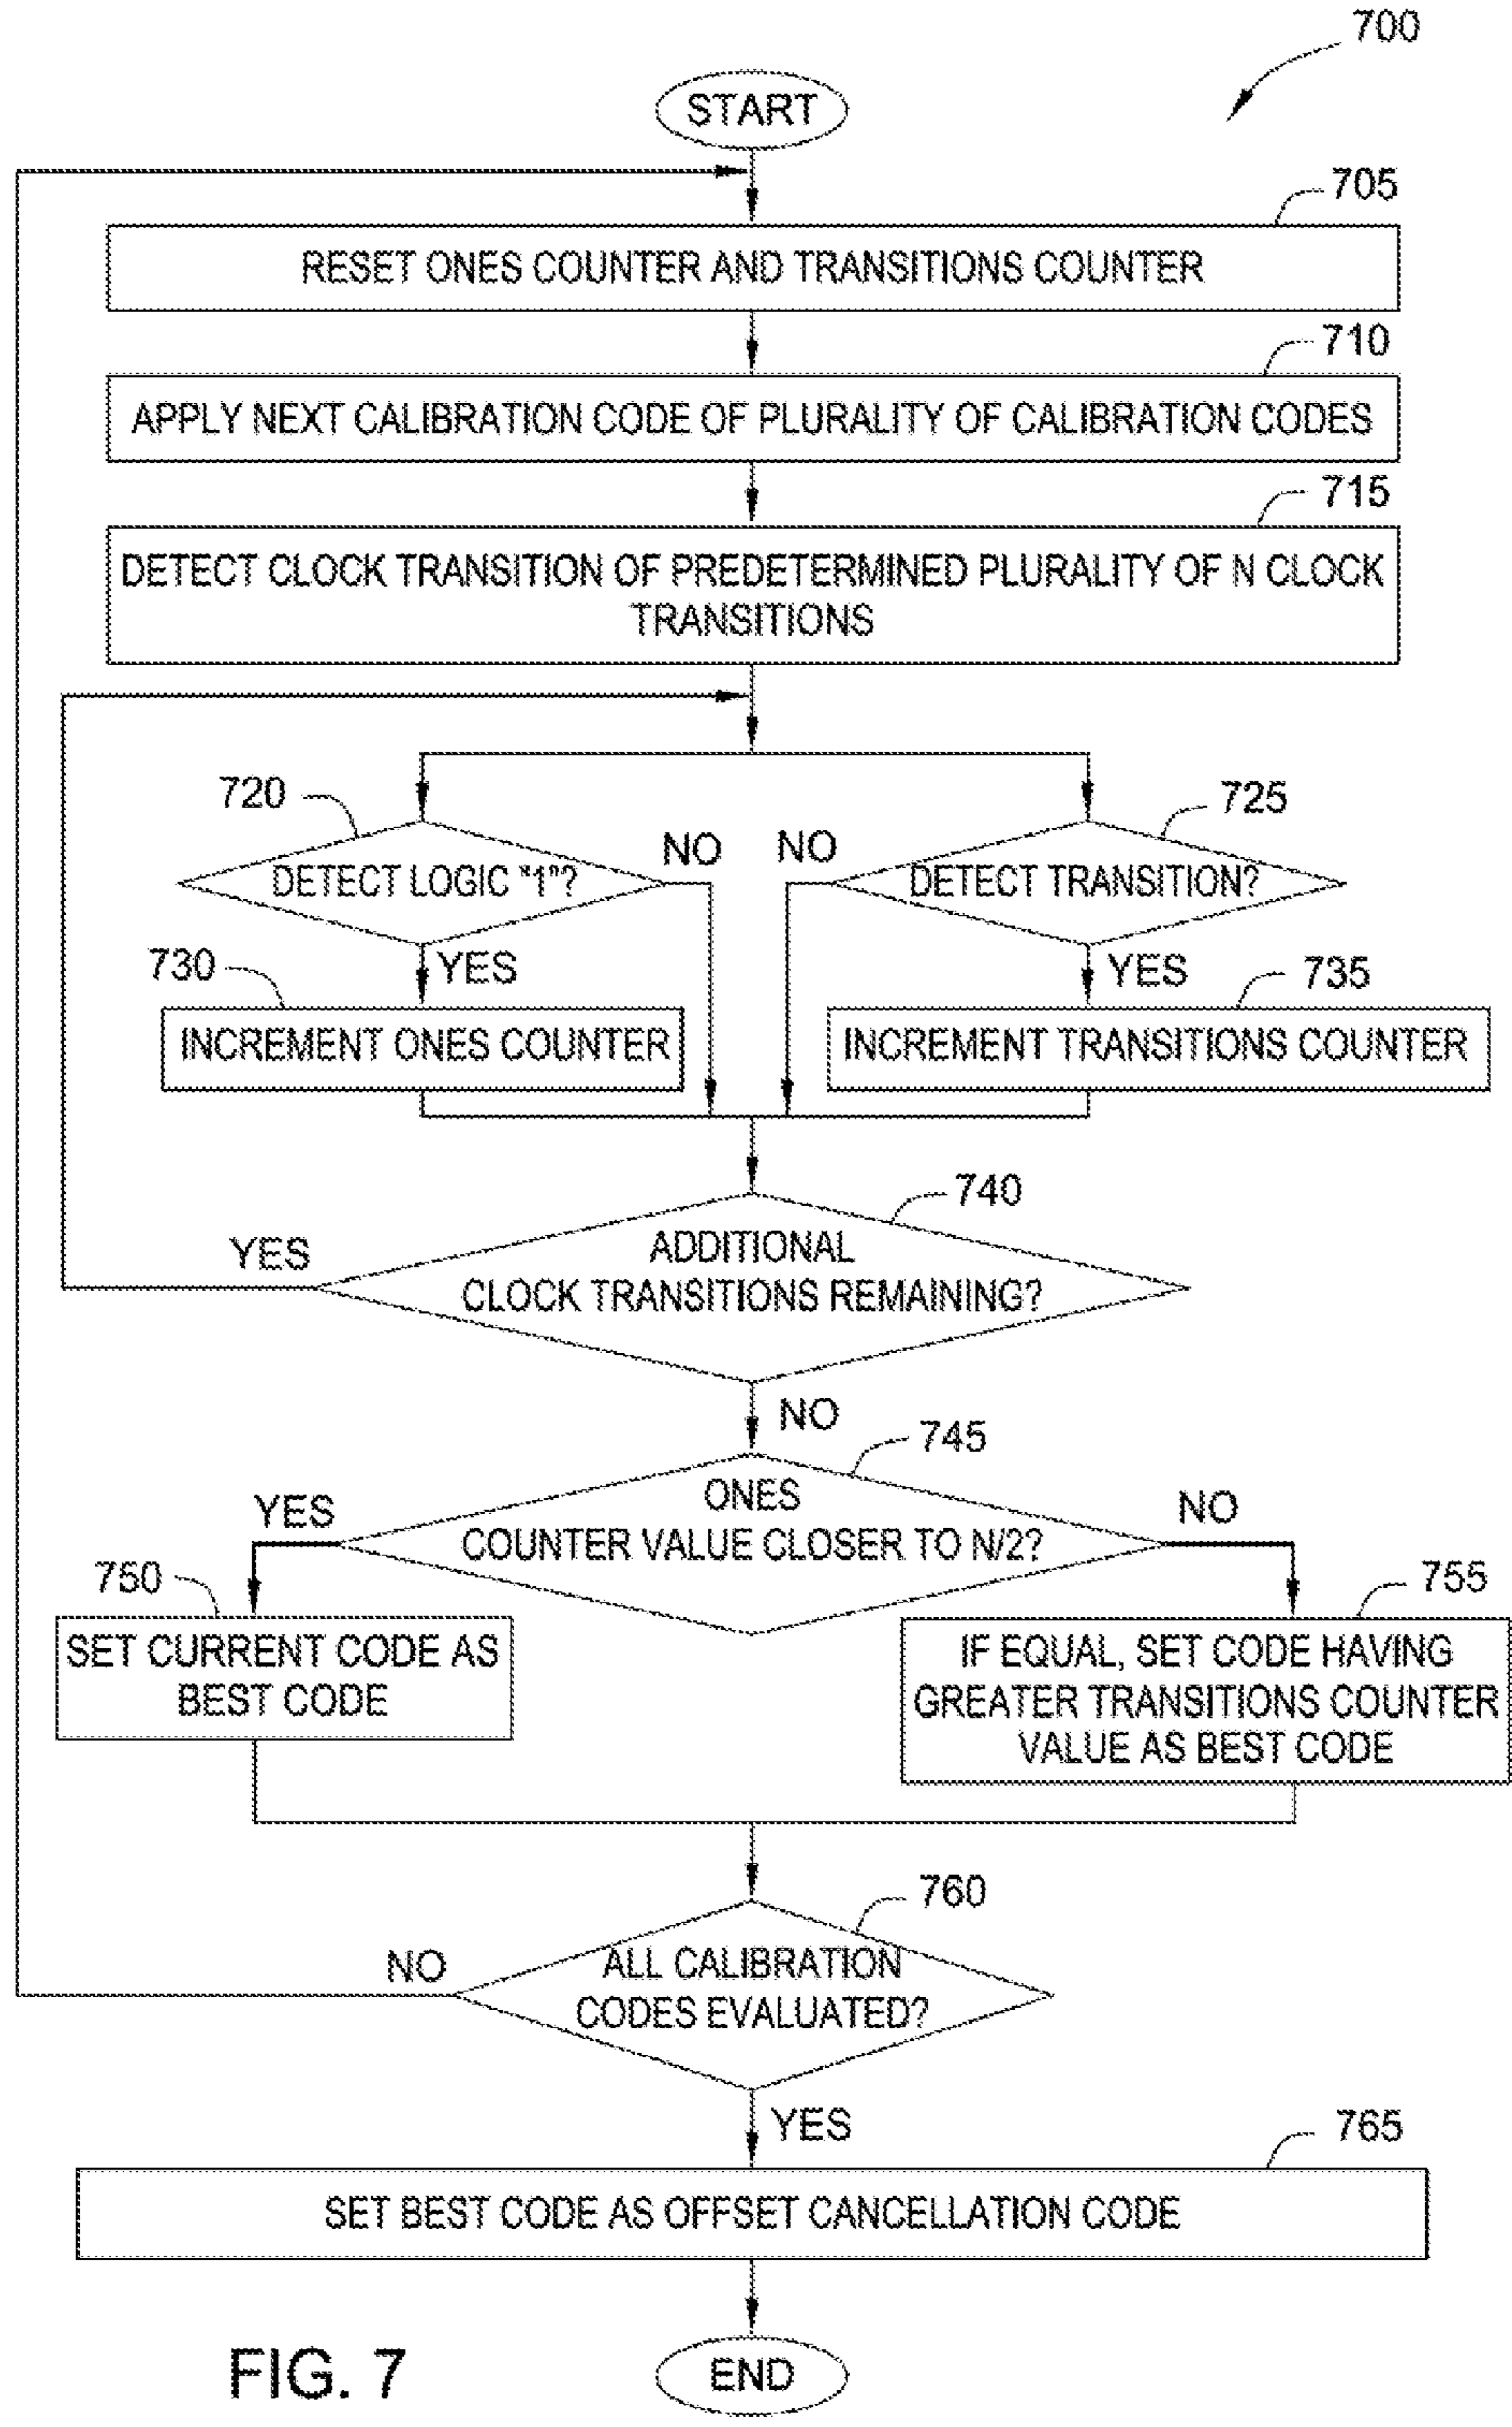 700
START
705
RESET ONES COUNTER AND TRANSITIONS COUNTER
710
APPLY NEXT CALIBRATION CODE OF PLURALITY OF CALIBRATION CODES
715
DETECT CLOCK TRANSITION OF PREDETERMINED PLURALITY OF N CLOCK
TRANSITIONS
720
725
DETECT LOGIC "1"?
NO
NO
DETECT TRANSITION?
730
YES
YES
735
INCREMENT ONES COUNTER
INCREMENT TRANSITIONS COUNTER
740
YES
ADDITIONAL
CLOCK TRANSITIONS REMAINING?
NO
745
YES
ONES
COUNTER VALUE CLOSER TO N/2?
NO
750
755
SET CURRENT CODE AS
BEST CODE
IF EQUAL, SET CODE HAVING
GREATER TRANSITIONS COUNTER
VALUE AS BEST CODE
760
NO
ALL CALIBRATION
CODES EVALUATED?
YES
765
SET BEST CODE AS OFFSET CANCELLATION CODE
END
FIG. 7